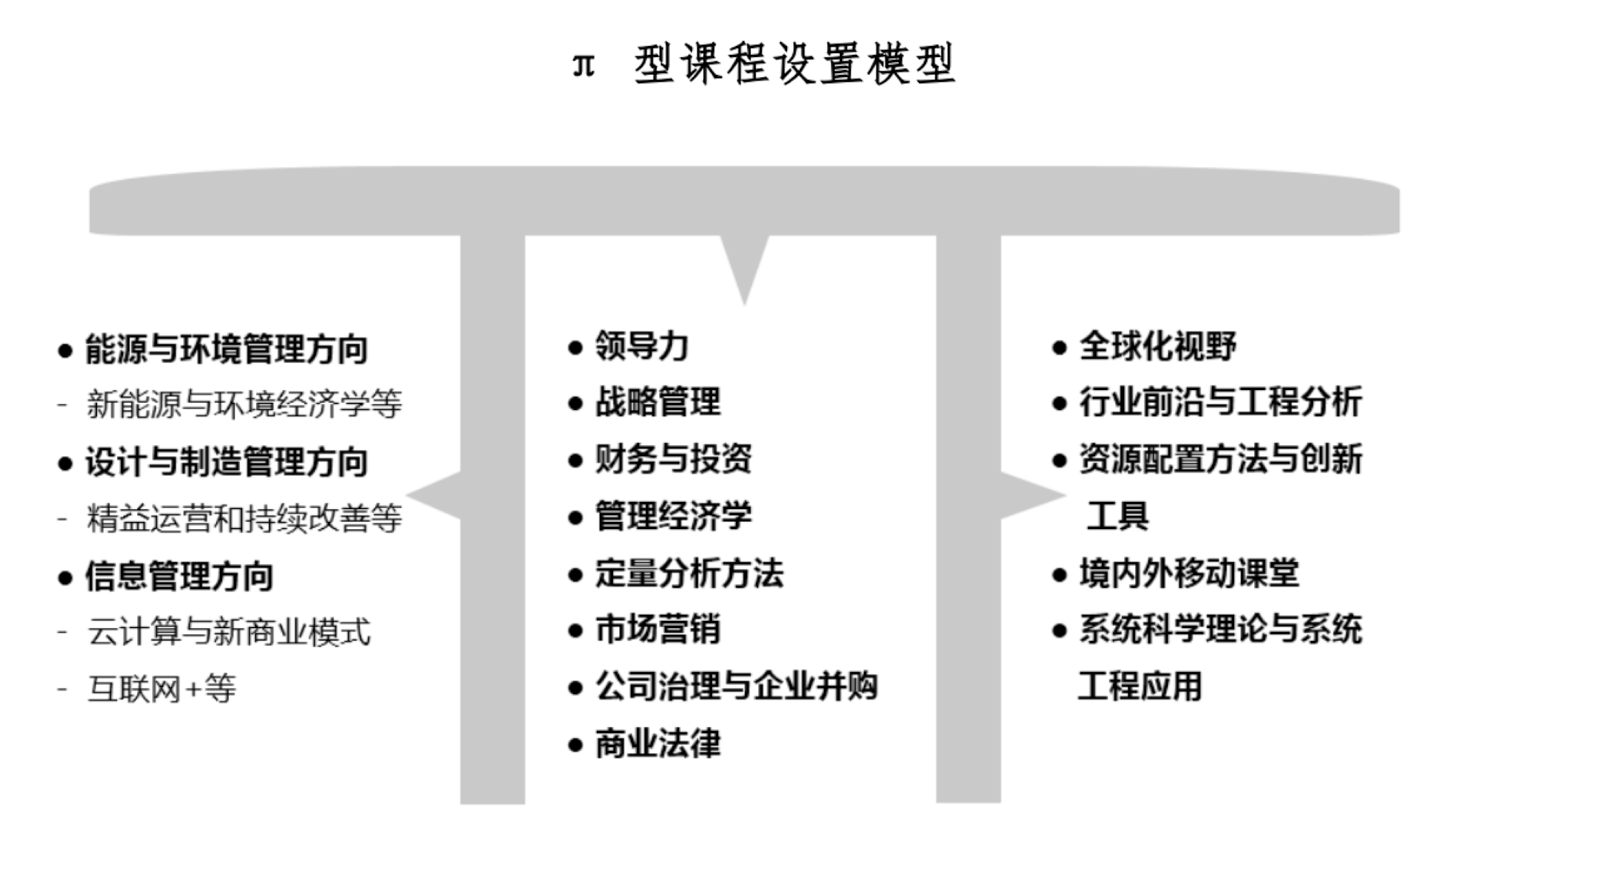 π 型课程设置模型
● 能源与环境管理方向
- 新能源与环境经济学等
● 设计与制造管理方向
- 精益运营和持续改善等
● 信息管理方向
- 云计算与新商业模式
- 互联网+等
● 领导力
● 战略管理
● 财务与投资
● 管理经济学
● 定量分析方法
● 市场营销
● 公司治理与企业并购
● 商业法律
● 全球化视野
● 行业前沿与工程分析
● 资源配置方法与创新
工具
● 境内外移动课堂
● 系统科学理论与系统
工程应用